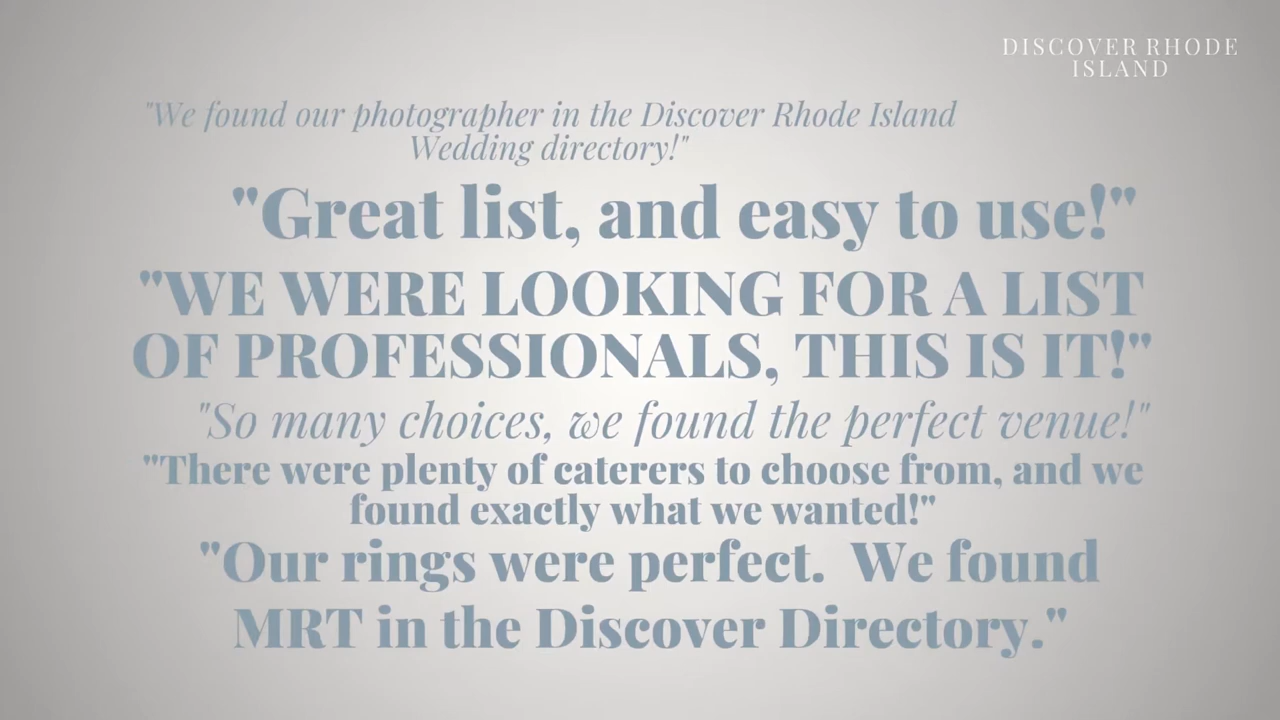 DISCOVER RHODE
ISLAND
"We found our photographer in the Discover Rhode Island
Wedding directory!"
"Great list, and easy to use!"
"WE WERE LOOKING FOR A LIST
OF PROFESSIONALS, THIS IS IT!"
"So many choices, we found the perfect venue!"
"There were plenty of caterers to choose from, and we
found exactly what we wanted!"
"Our rings were perfect.  We found
MRT in the Discover Directory."